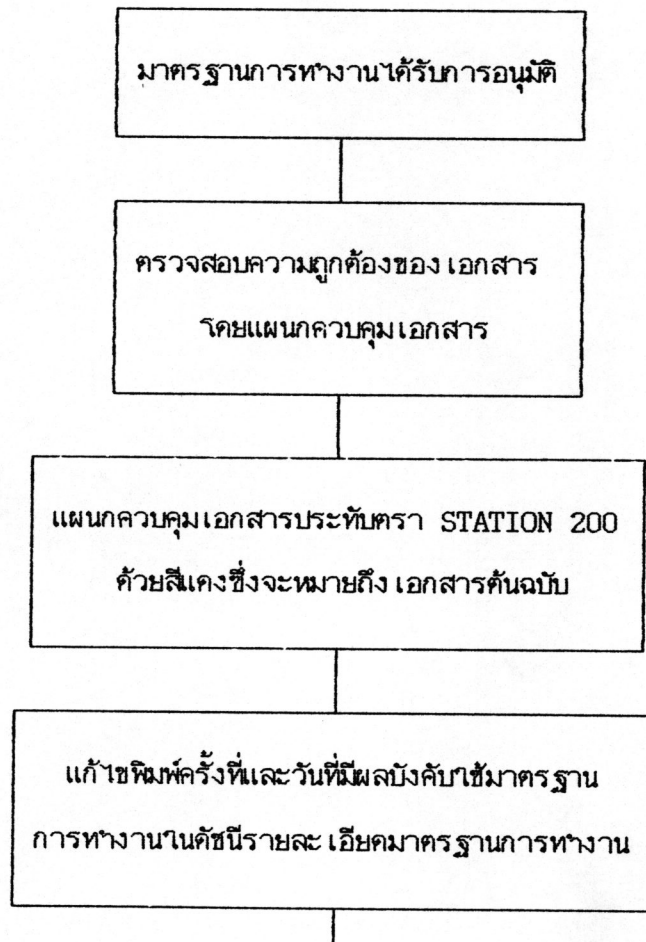 มาตรฐานการทำงานได้รับการอนุมัติ
ตรวจสอบความถูกต้องของเอกสาร
โดยแผนกควบคุมเอกสาร
แผนกควบคุมเอกสารประทับตรา STATION 200
ด้วยสีแดงซึ่งจะหมายถึงเอกสารต้นฉบับ
แก้ไขพิมพ์ครั้งที่และวันที่มีผลบังคับใช้มาตรฐาน
การทำงานในดัชนีรายละเอียดมาตรฐานการทำงาน